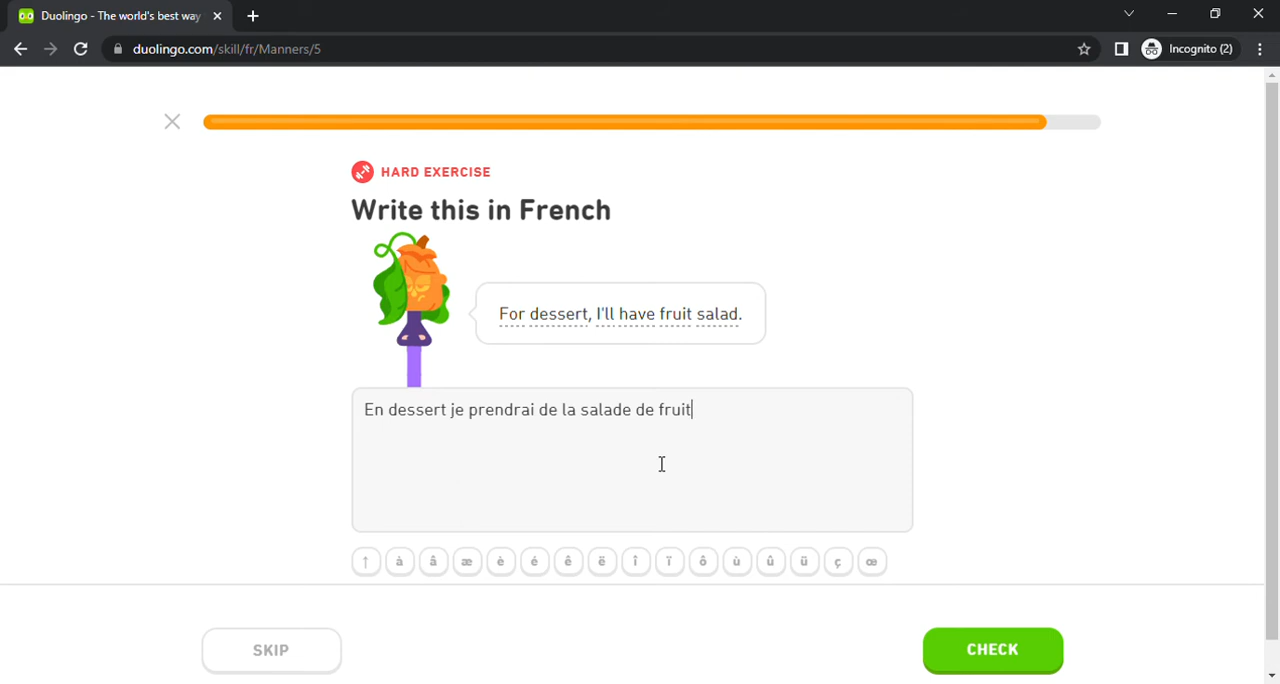 Duolingo - The world's best way
duolingo.com/skill/fr/Manners/5
Incognito (2)
HARD EXERCISE
Write this in French
For dessert, I'll have fruit salad.
En dessert je prendrai de la salade de fruit
↑ à â æ è é ê ë î ï ô ù û ü ç œ
SKIP
CHECK